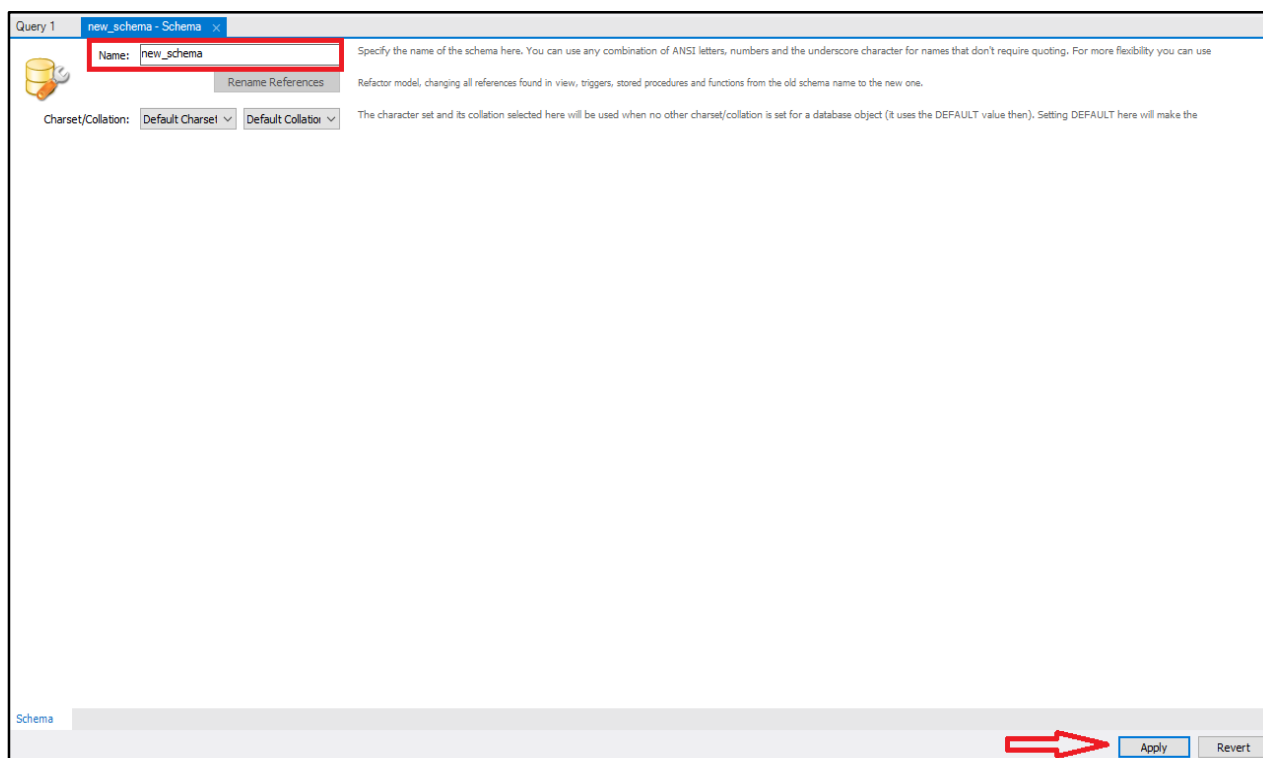 Query 1
new_schema - Schema
Name: new_schema
Specify the name of the schema here. You can use any combination of ANSI letters, numbers and the underscore character for names that don't require quoting. For more flexibility you can use
Rename References
Refactor model, changing all references found in view, triggers, stored procedures and functions from the old schema name to the new one.
Charset/Collation: Default Charset Default Collation
The character set and its collation selected here will be used when no other charset/collation is set for a database object (it uses the DEFAULT value then). Setting DEFAULT here will make the
Schema
Apply Revert